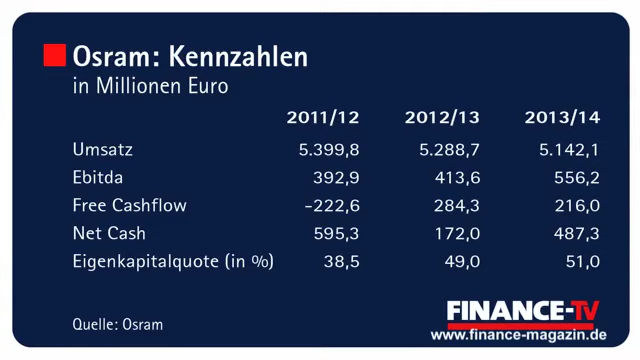 Osram: Kennzahlen
in Millionen Euro
2011/12 2012/13 2013/14
Umsatz 5.399,8 5.288,7 5.142,1
Ebitda 392,9 413,6 556,2
Free Cashflow -222,6 284,3 216,0
Net Cash 595,3 172,0 487,3
Eigenkapitalquote (in %) 38,5 49,0 51,0
FINANCE-TV
Quelle: Osram
www.finance-magazin.de